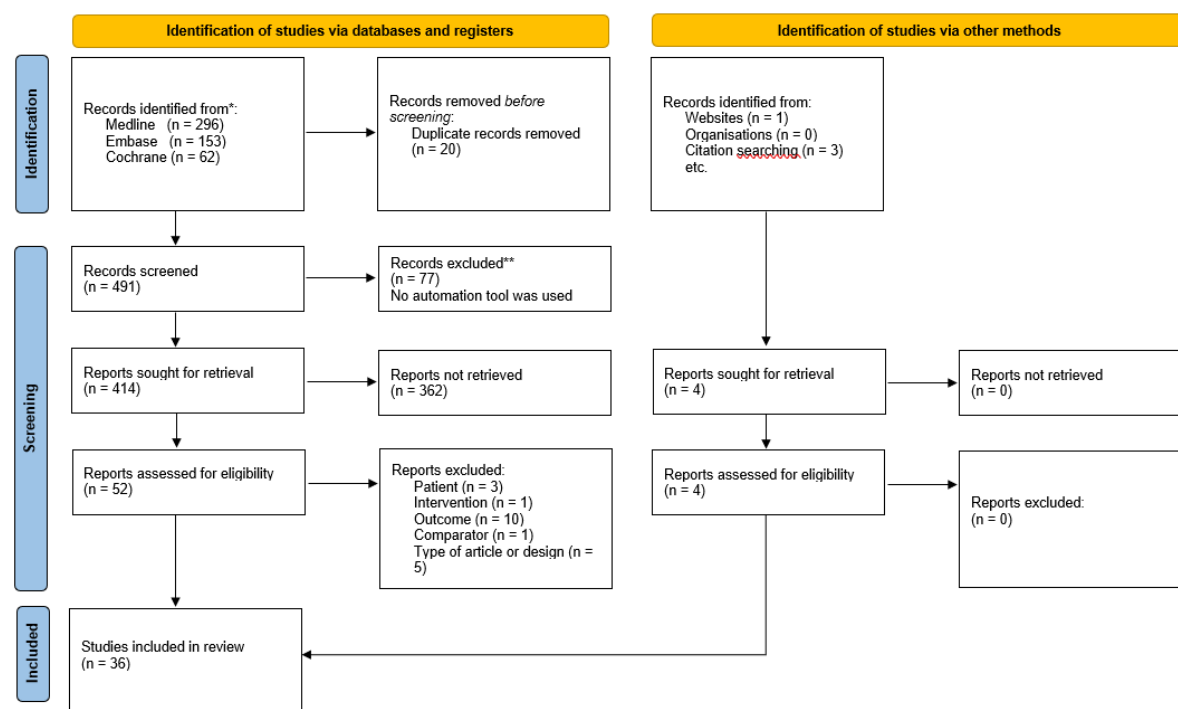 Identification of studies via databases and registers
Identification of studies via other methods
Identification
Records identified from*:
Medline (n = 296)
Embase (n = 153)
Cochrane (n = 62)
Records removed before
screening:
Duplicate records removed
(n = 20)
Records identified from:
Websites (n = 1)
Organisations (n = 0)
Citation searching (n = 3)
etc.
Screening
Records screened
(n = 491)
Records excluded**
(n = 77)
No automation tool was used
Reports sought for retrieval
(n = 414)
Reports not retrieved
(n = 362)
Reports sought for retrieval
(n = 4)
Reports not retrieved
(n = 0)
Reports assessed for eligibility
(n = 52)
Reports excluded:
Patient (n = 3)
Intervention (n = 1)
Outcome (n = 10)
Comparator (n = 1)
Type of article or design (n =
5)
Reports assessed for eligibility
(n = 4)
Reports excluded:
(n = 0)
Included
Studies included in review
(n = 36)